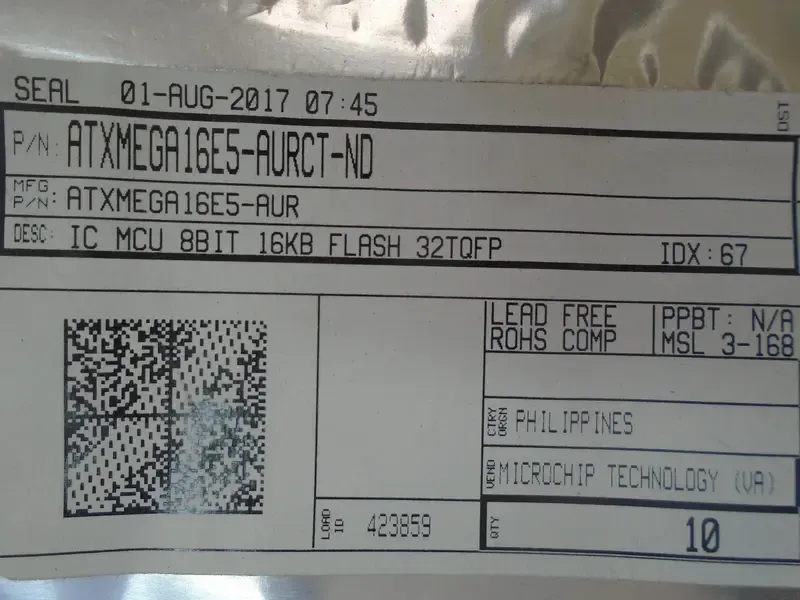 SEAL 01-AUG-2017 07:45
DST
P/N: ATXMEGA16E5-AURCT-ND
MFG P/N: ATXMEGA16E5-AUR
DESC: IC MCU 8BIT 16KB FLASH 32TQFP IDX:67
LEAD FREE
ROHS COMP
PPBT: N/A
MSL 3-168
CTRY ORGN PHILIPPINES
VEND MICROCHIP TECHNOLOGY (VA)
LOAD ID 423859
QTY 10